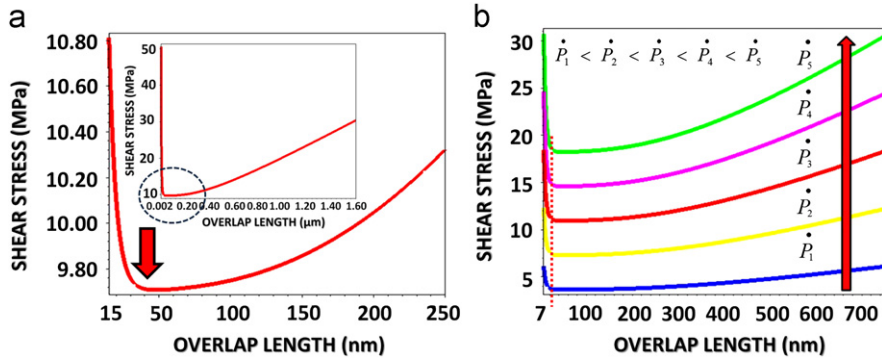 a
SHEAR STRESS (MPa)
10.80
10.60
10.40
10.20
10.00
9.80
15 50 100 150 200 250
OVERLAP LENGTH (nm)
SHEAR STRESS (MPa)
50
40
30
20
10
0.002 0.20 0.40 0.60 0.80 1.00 1.20 1.40 1.60
OVERLAP LENGTH (μm)
b
SHEAR STRESS (MPa)
30
25
20
15
10
5
7 100 200 300 400 500 600 700
OVERLAP LENGTH (nm)
Ṗ₁ < Ṗ₂ < Ṗ₃ < Ṗ₄ < Ṗ₅
Ṗ₅
Ṗ₄
Ṗ₃
Ṗ₂
Ṗ₁